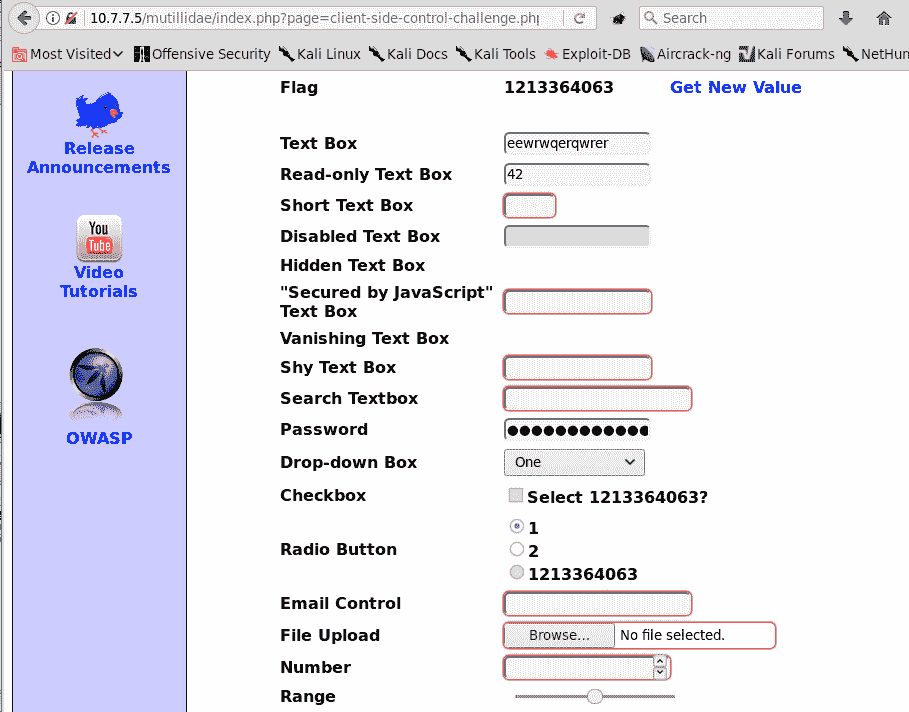 10.7.7.5/mutillidae/index.php?page=client-side-control-challenge.php
Search
Most Visited
Offensive Security
Kali Linux
Kali Docs
Kali Tools
Exploit-DB
Aircrack-ng
Kali Forums
NetHun
Release
Announcements
You
Tube
Video
Tutorials
OWASP
Flag 1213364063 Get New Value
Text Box eewrwqerqwrer
Read-only Text Box 42
Short Text Box
Disabled Text Box
Hidden Text Box
"Secured by JavaScript"
Text Box
Vanishing Text Box
Shy Text Box
Search Textbox
Password ●●●●●●●●●●●●
Drop-down Box One
Checkbox Select 1213364063?
Radio Button
1
2
1213364063
Email Control
File Upload Browse... No file selected.
Number
Range